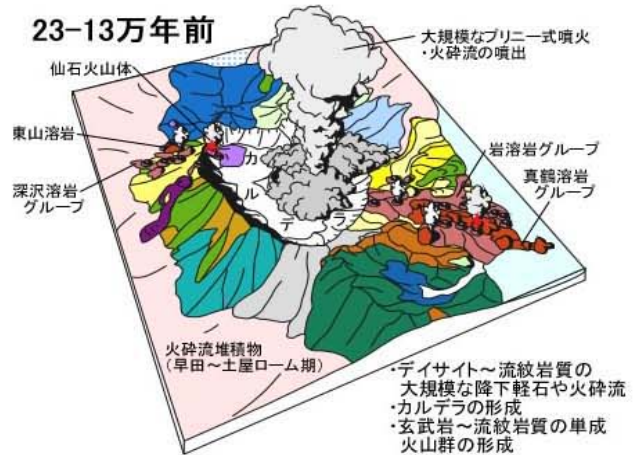 23-13万年前
大規模なプリニー式噴火
・火砕流の噴出
仙石火山体
東山溶岩
深沢溶岩
グループ
カルデラ
岩溶岩グループ
真鶴溶岩
グループ
火砕流堆積物
(早田～土屋ローム期)
・デイサイト～流紋岩質の
大規模な降下軽石や火砕流
・カルデラの形成
・玄武岩～流紋岩質の単成
火山群の形成